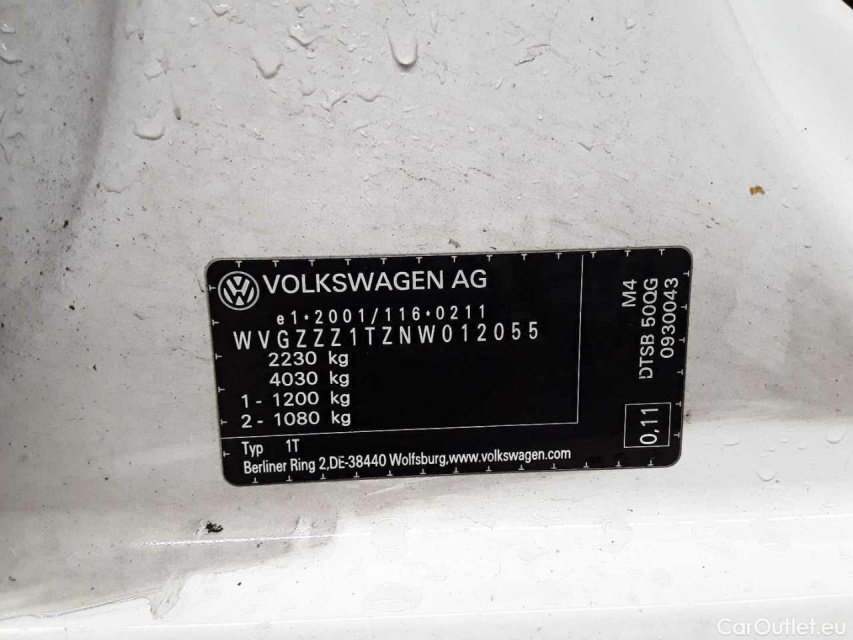 VOLKSWAGEN AG
e1•2001/116•0211
WVGZZZ1TZNW012055
2230 kg
4030 kg
1 - 1200 kg
2 - 1080 kg
Typ 1T
Berliner Ring 2,DE-38440 Wolfsburg,www.volkswagen.com
M4
DTSB 50QG
0930043
0,11
CarOutlet.eu